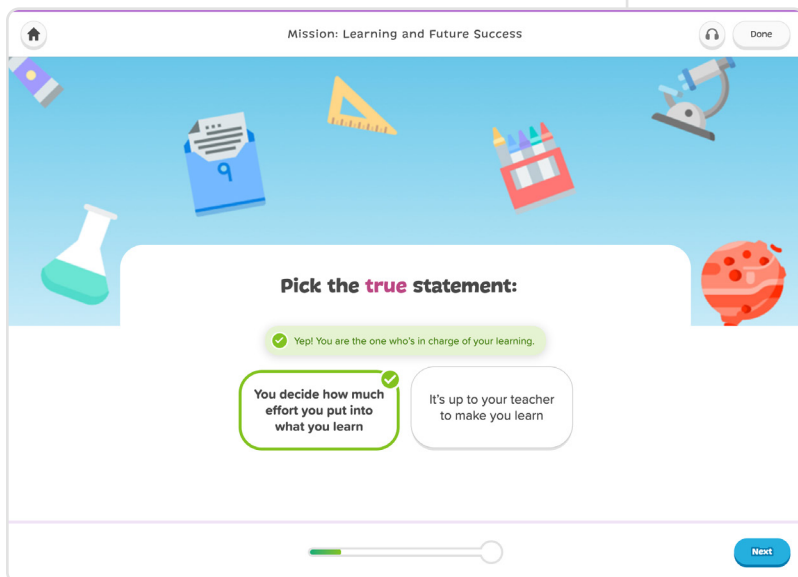 Mission: Learning and Future Success
Done
Pick the true statement:
Yep! You are the one who's in charge of your learning.
You decide how much
effort you put into
what you learn
It's up to your teacher
to make you learn
Next